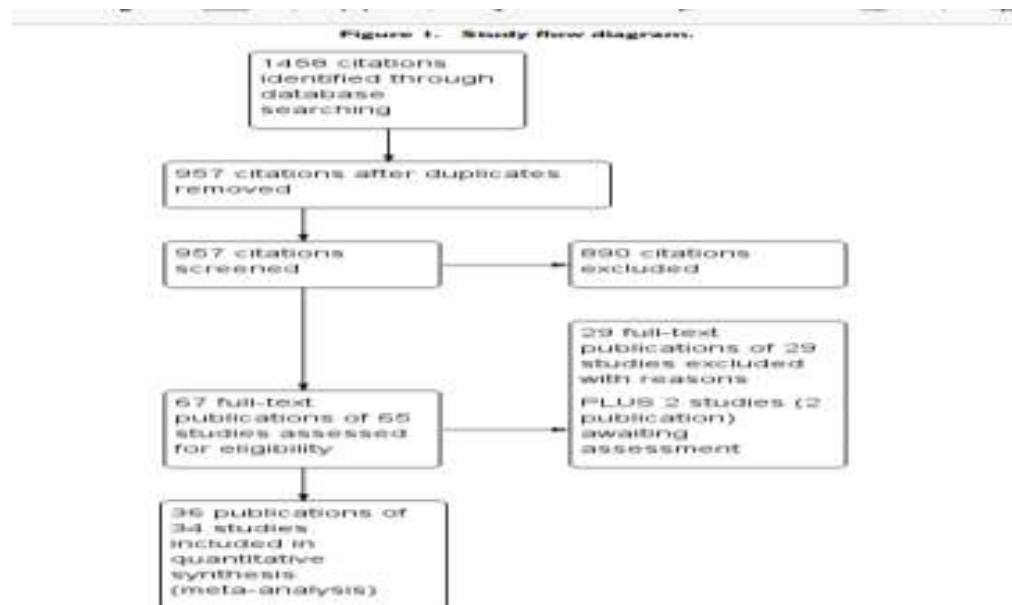 Figure 1. Study flow diagram.
1458 citations
identified through
database
searching
957 citations after duplicates
removed
957 citations
screened
890 citations
excluded
29 full-text
publications of 29
studies excluded
with reasons
PLUS 2 studies (2
publication)
awaiting
assessment
67 full-text
publications of 65
studies assessed
for eligibility
36 publications of
34 studies
included in
quantitative
synthesis
(meta-analysis)